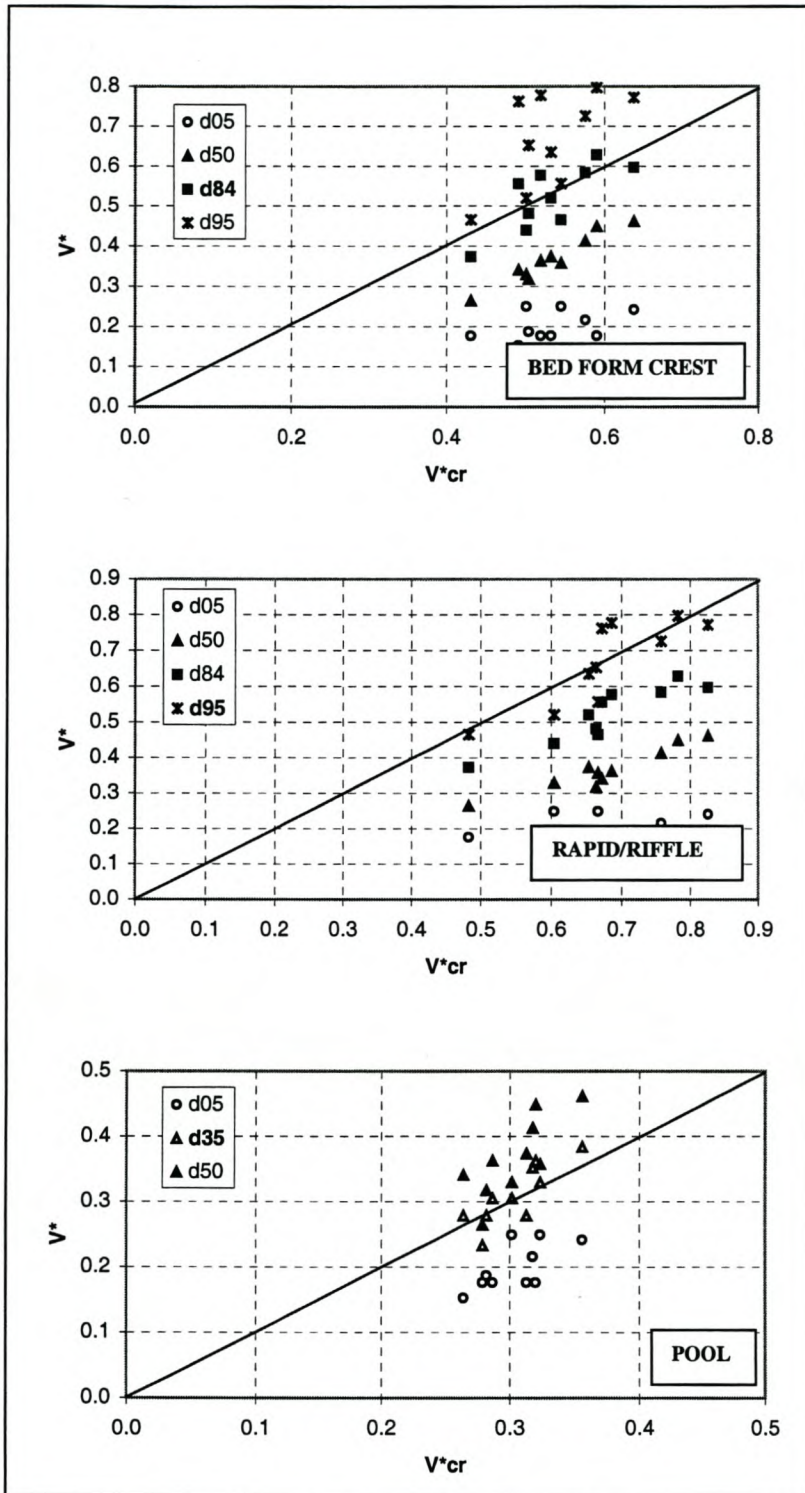 0.8
0.7
0.6
0.5
0.4
0.3
0.2
0.1
0.0
V*
d05
d50
d84
d95
BED FORM CREST
0.0 0.2 0.4 0.6 0.8
V*cr
0.9
0.8
0.7
0.6
0.5
0.4
0.3
0.2
0.1
0.0
V*
d05
d50
d84
d95
RAPID/RIFFLE
0.0 0.1 0.2 0.3 0.4 0.5 0.6 0.7 0.8 0.9
V*cr
0.5
0.4
0.3
0.2
0.1
0.0
V*
d05
d35
d50
POOL
0.0 0.1 0.2 0.3 0.4 0.5
V*cr